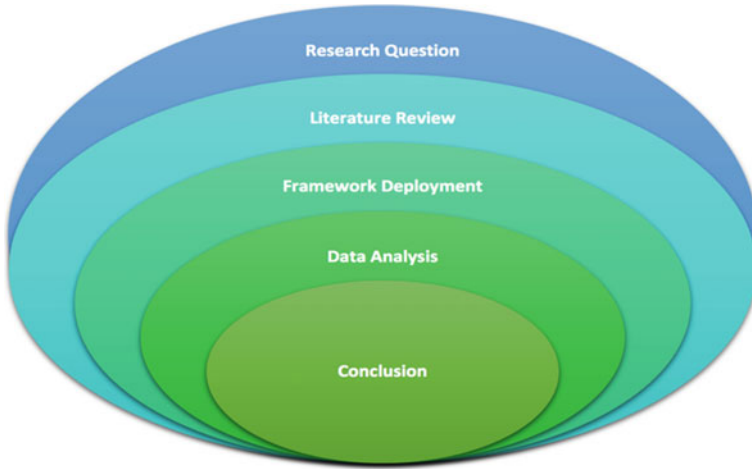 Research Question
Literature Review
Framework Deployment
Data Analysis
Conclusion